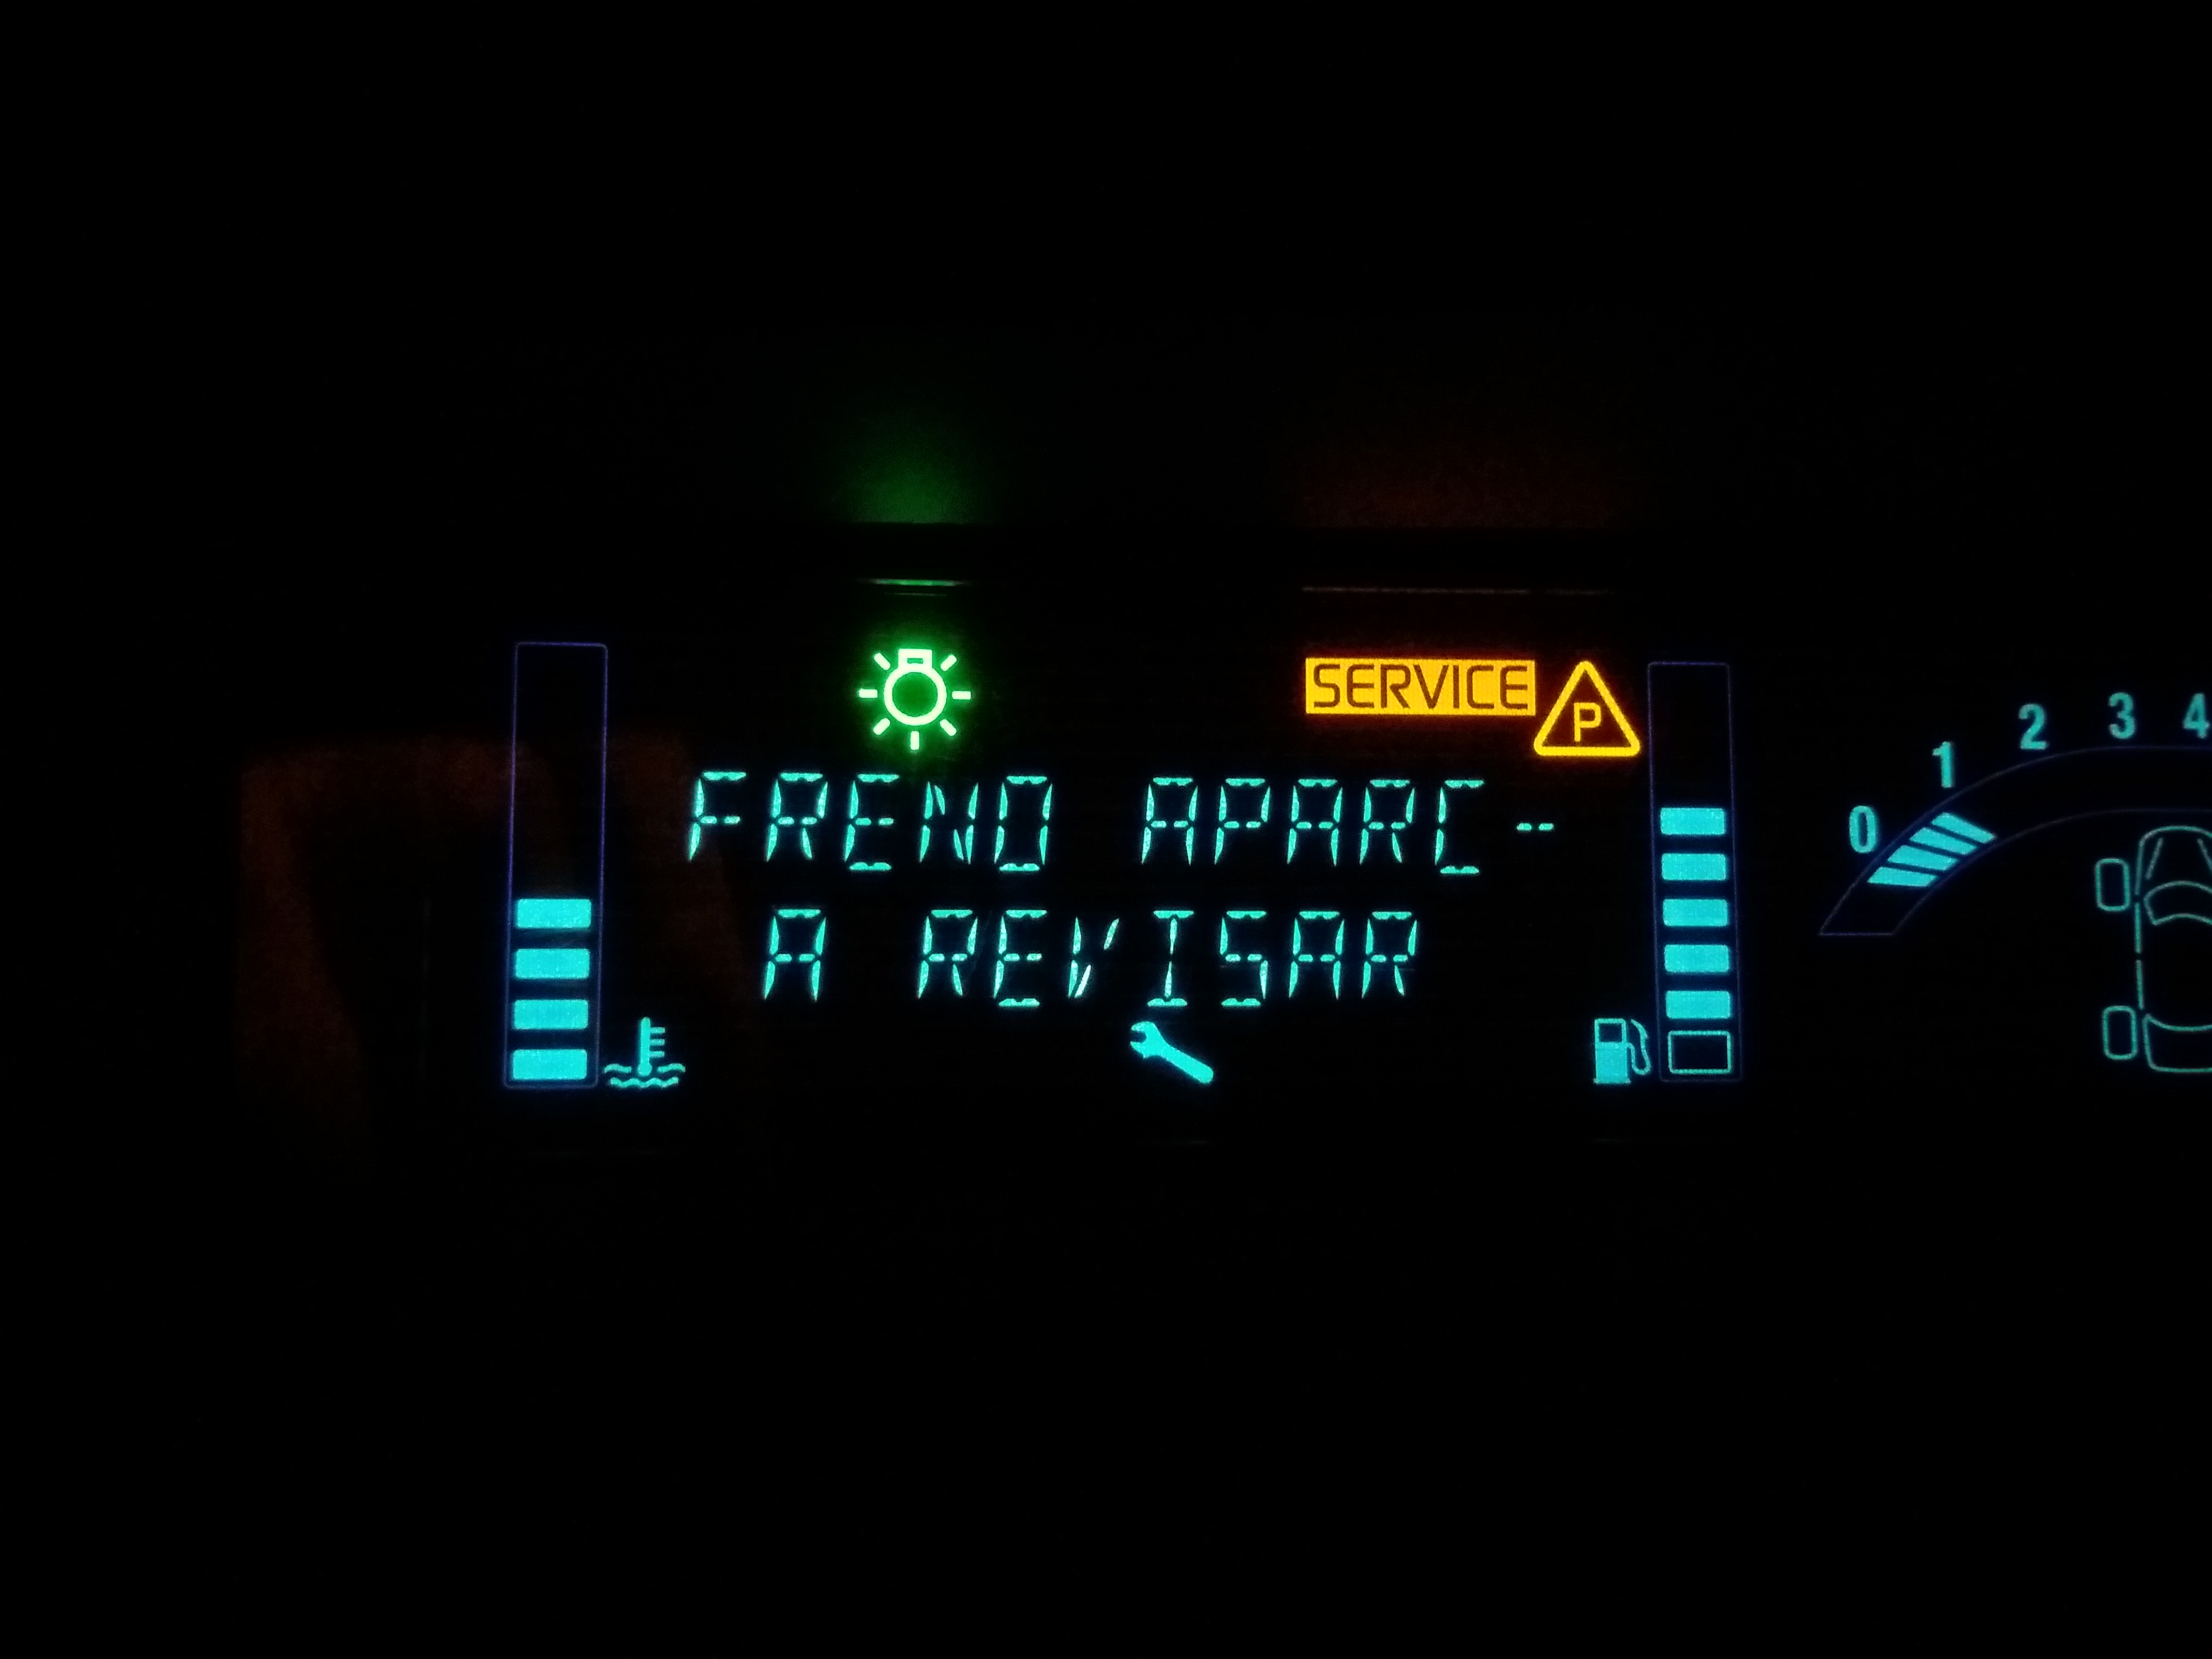 SERVICE
P
FRENO APARC-
A REVISAR
0 1 2 3 4